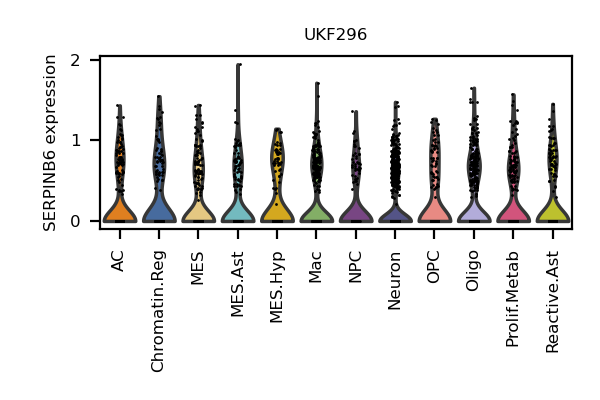 UKF296
SERPINB6 expression
2
1
0
AC
Chromatin.Reg
MES
MES.Ast
MES.Hyp
Mac
NPC
Neuron
OPC
Oligo
Prolif.Metab
Reactive.Ast